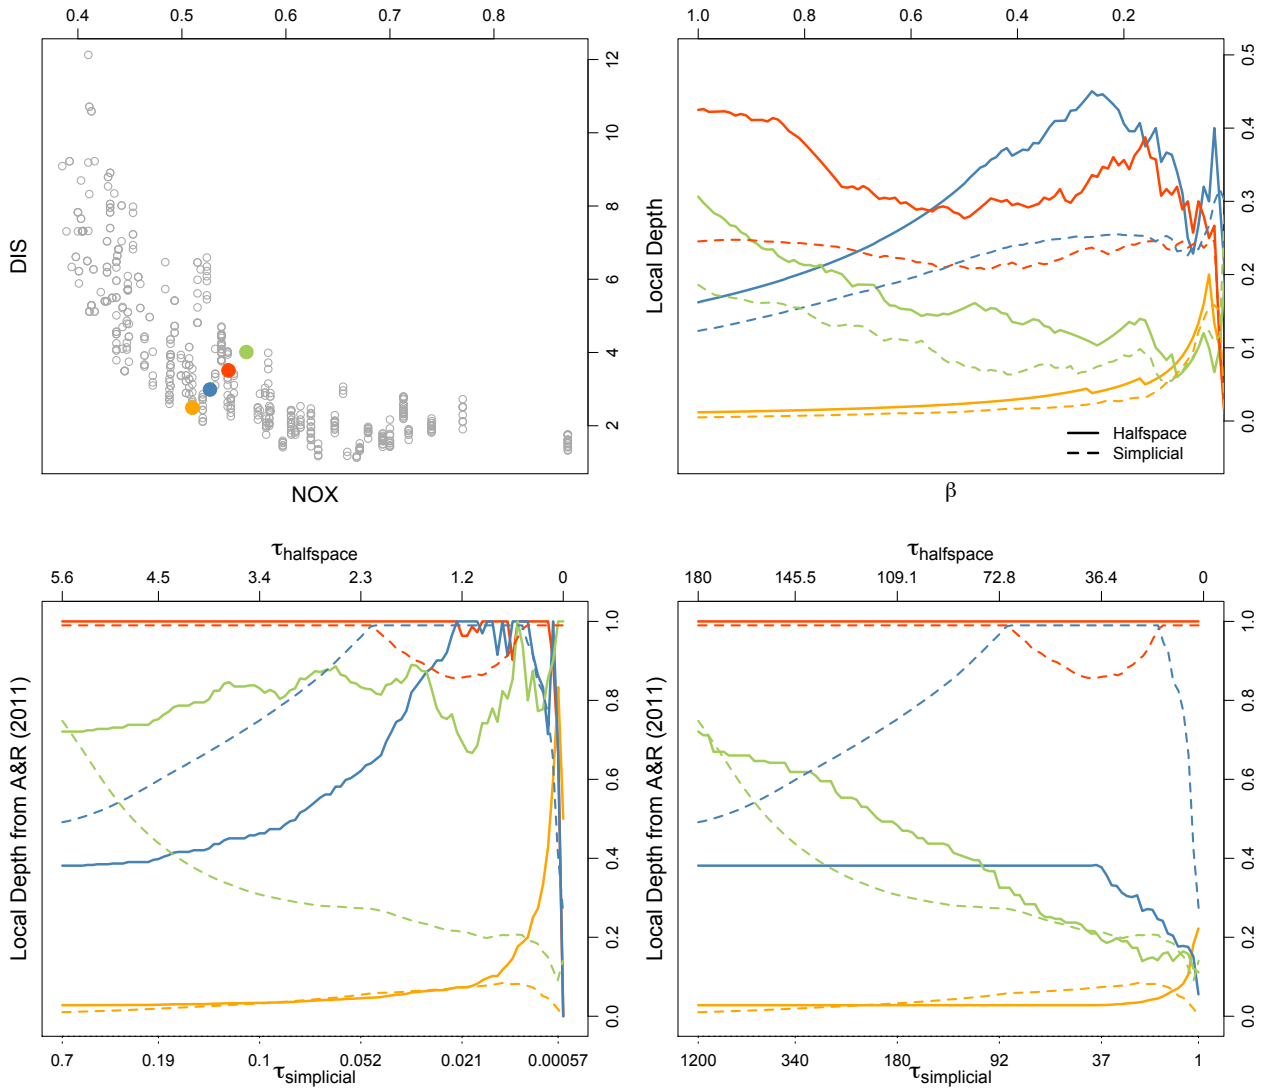 0.4 0.5 0.6 0.7 0.8
DIS
2 4 6 8 10 12
NOX
1.0 0.8 0.6 0.4 0.2
Local Depth
0.0 0.1 0.2 0.3 0.4 0.5
Halfspace
Simplicial
β
τhalfspace
5.6 4.5 3.4 2.3 1.2 0
Local Depth from A&R (2011)
0.0 0.2 0.4 0.6 0.8 1.0
0.7 0.19 0.1 0.052 0.021 0.00057
τsimplicial
τhalfspace
180 145.5 109.1 72.8 36.4 0
Local Depth from A&R (2011)
0.0 0.2 0.4 0.6 0.8 1.0
1200 340 180 92 37 1
τsimplicial